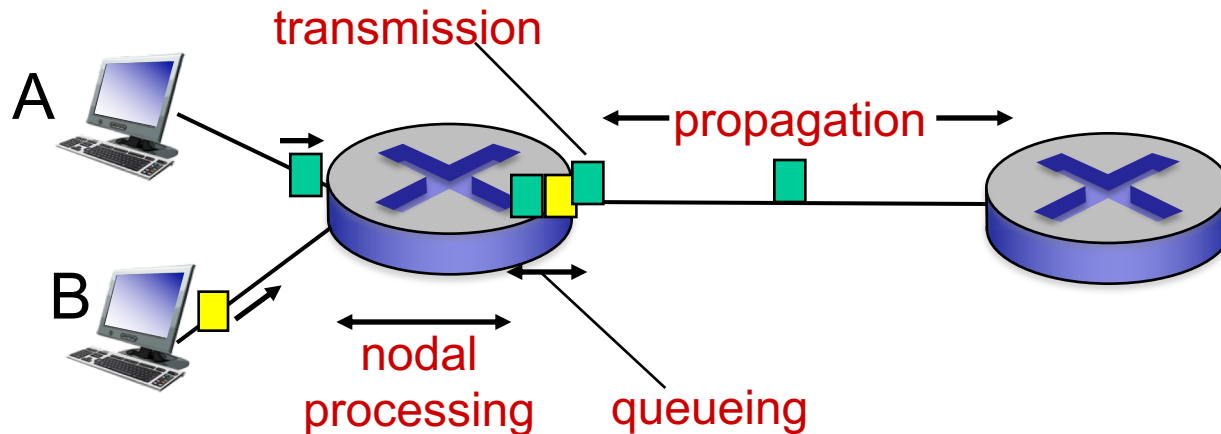 transmission
A
propagation
B
nodal
processing
queueing